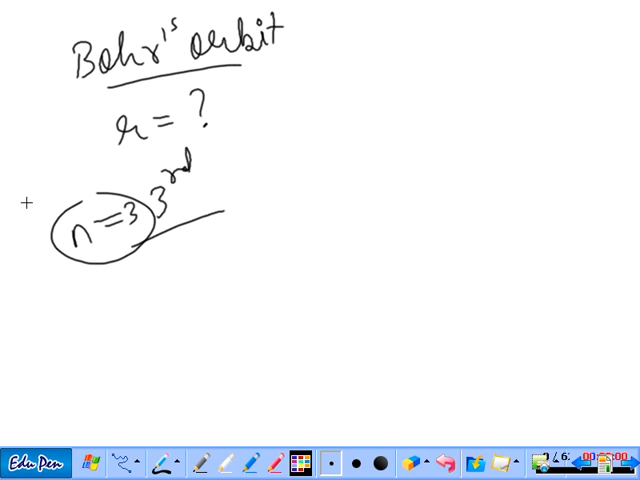 Bohr's orbit
r = ?
n = 3 3rd
Edu Pen